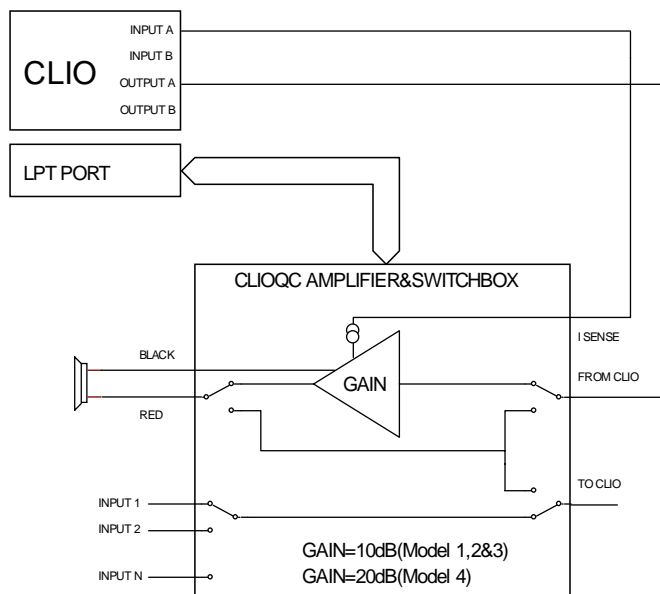 INPUT A
INPUT B
CLIO
OUTPUT A
OUTPUT B
LPT PORT
CLIOQC AMPLIFIER&SWITCHBOX
I SENSE
BLACK
GAIN
FROM CLIO
RED
TO CLIO
INPUT 1
INPUT 2
GAIN=10dB(Model 1,2&3)
INPUT N
GAIN=20dB(Model 4)